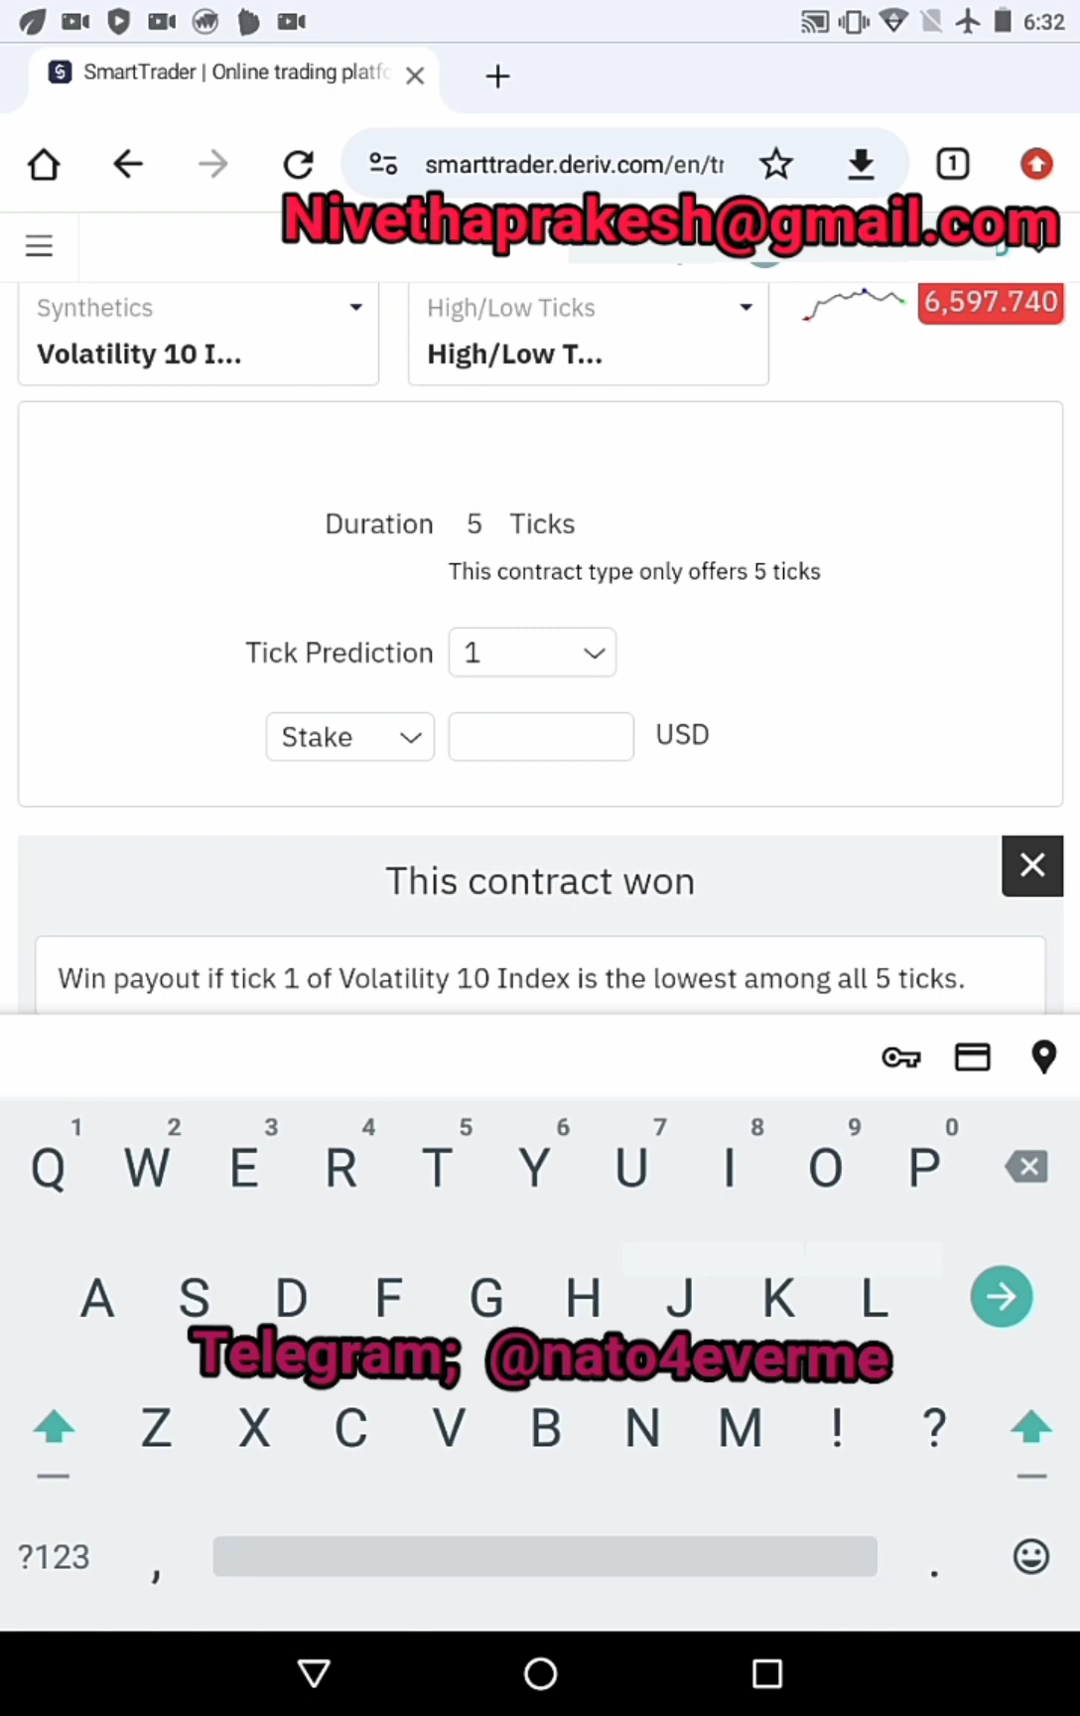 6:32
SmartTrader | Online trading platfo
smarttrader.deriv.com/en/tr
1
Nivethaprakesh@gmail.com
Synthetics
Volatility 10 I...
High/Low Ticks
High/Low T...
6,597.740
Duration 5 Ticks
This contract type only offers 5 ticks
Tick Prediction 1
Stake USD
This contract won
Win payout if tick 1 of Volatility 10 Index is the lowest among all 5 ticks.
1 2 3 4 5 6 7 8 9 0
Q W E R T Y U I O P
A S D F G H J K L
Telegram; @nato4everme
Z X C V B N M ! ?
?123 , .